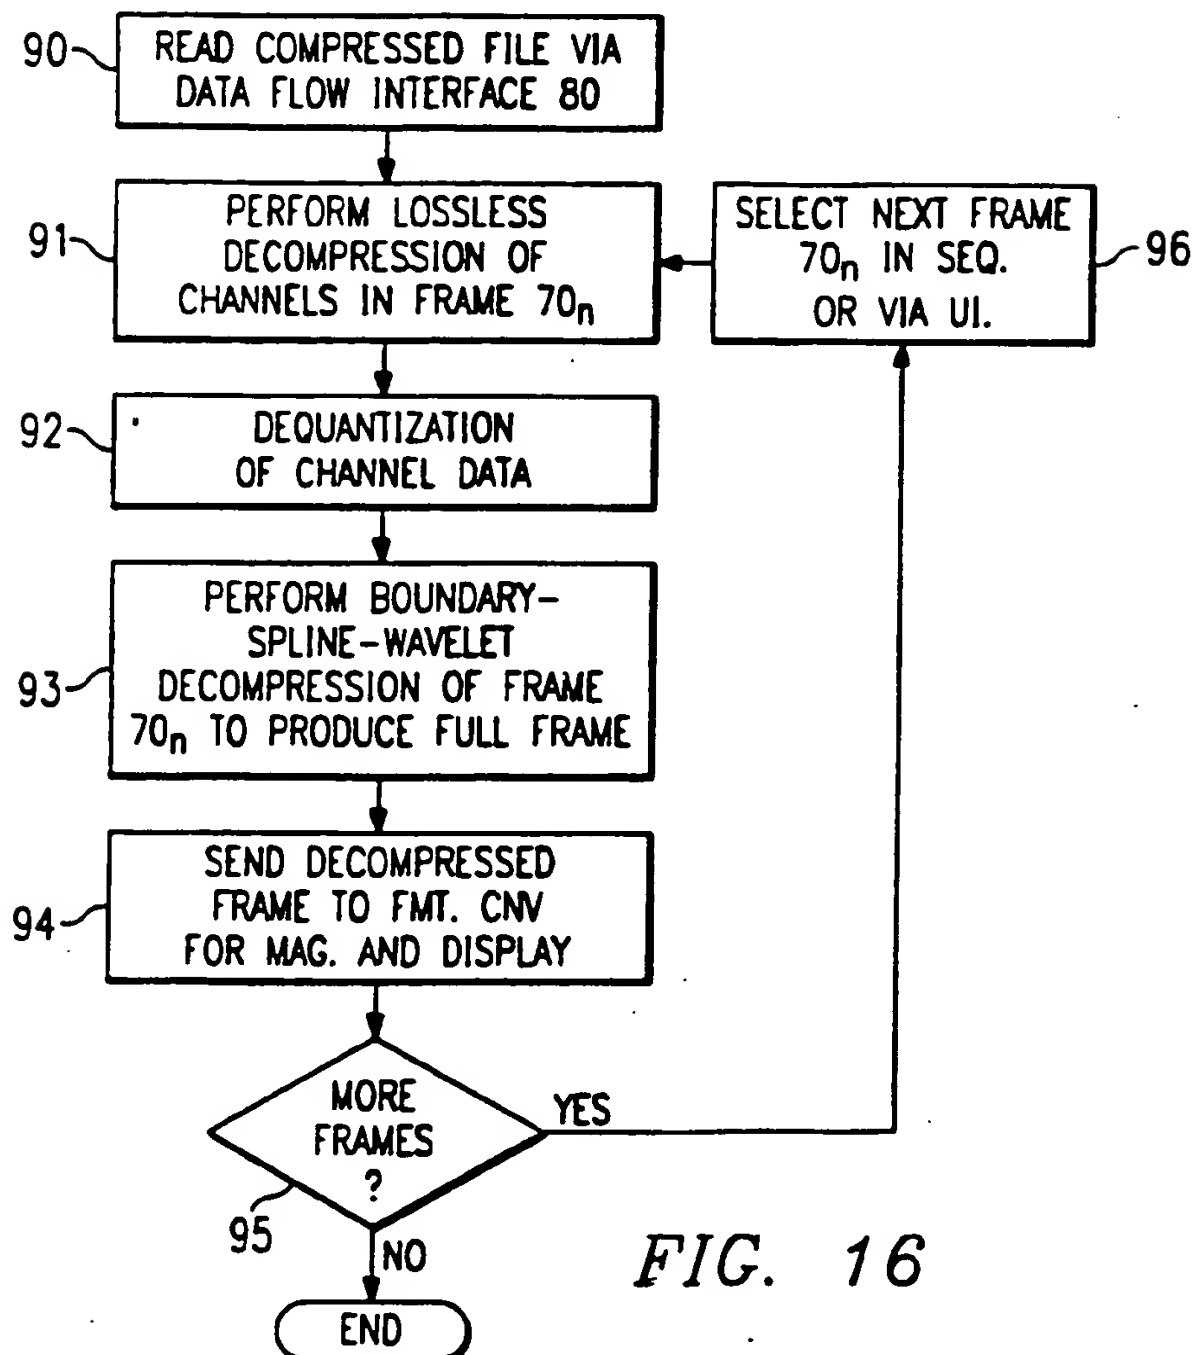 90
READ COMPRESSED FILE VIA
DATA FLOW INTERFACE 80
91
PERFORM LOSSLESS
DECOMPRESSION OF
CHANNELS IN FRAME 70n
SELECT NEXT FRAME
70n IN SEQ.
OR VIA UI.
96
92
DEQUANTIZATION
OF CHANNEL DATA
93
PERFORM BOUNDARY-
SPLINE-WAVELET
DECOMPRESSION OF FRAME
70n TO PRODUCE FULL FRAME
94
SEND DECOMPRESSED
FRAME TO FMT. CNV
FOR MAG. AND DISPLAY
MORE
FRAMES
?
YES
95
NO
END
FIG. 16